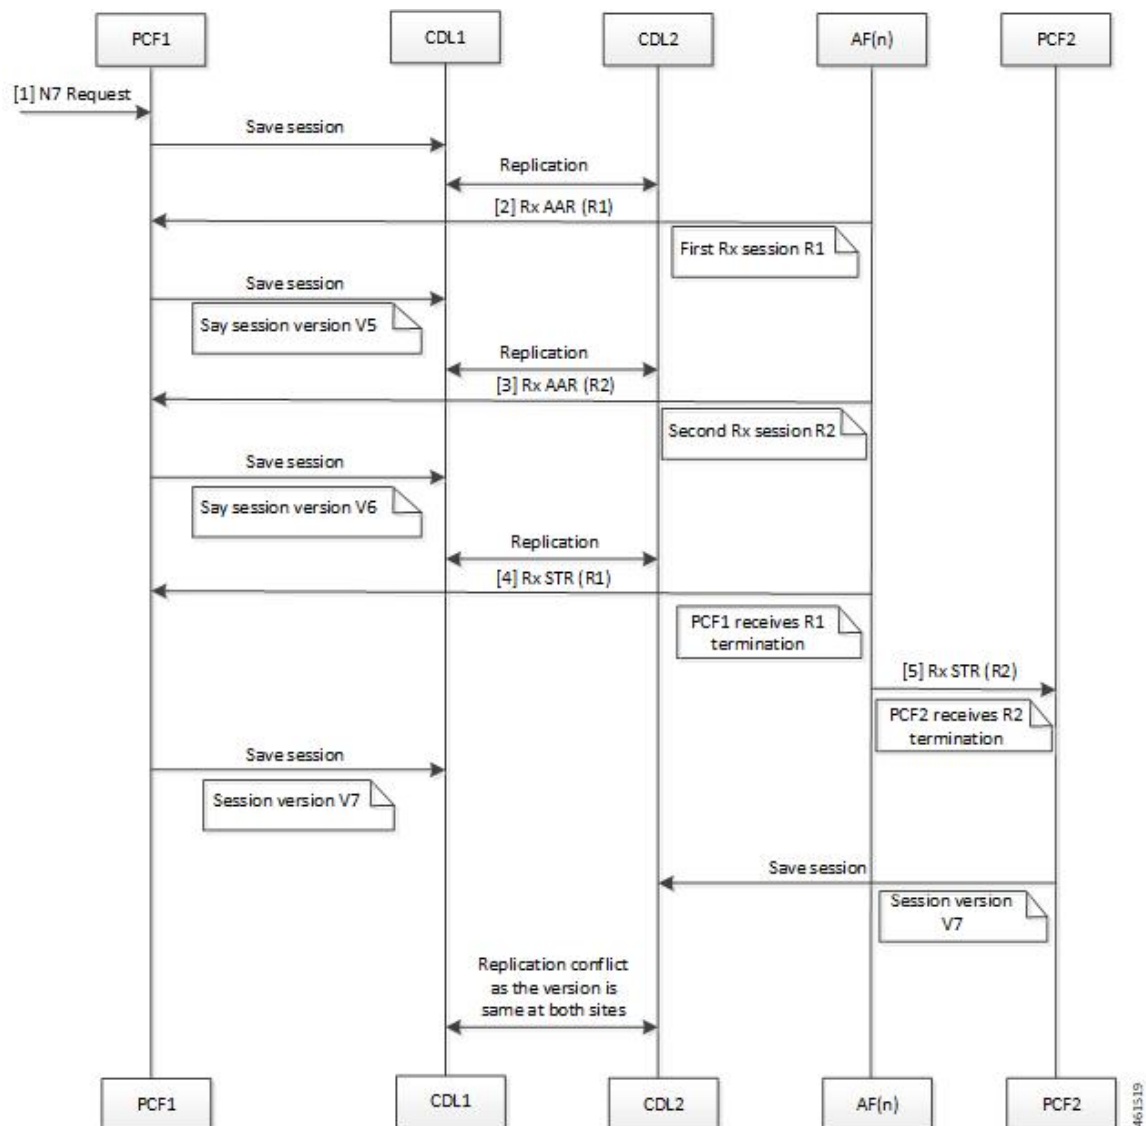 PCF1
CDL1
CDL2
AF(n)
PCF2
[1] N7 Request
Save session
Replication
[2] Rx AAR (R1)
First Rx session R1
Save session
Say session version V5
Replication
[3] Rx AAR (R2)
Second Rx session R2
Save session
Say session version V6
Replication
[4] Rx STR (R1)
PCF1 receives R1
termination
[5] Rx STR (R2)
PCF2 receives R2
termination
Save session
Session version V7
Save session
Session version
V7
Replication conflict
as the version is
same at both sites
PCF1
CDL1
CDL2
AF(n)
PCF2
461519